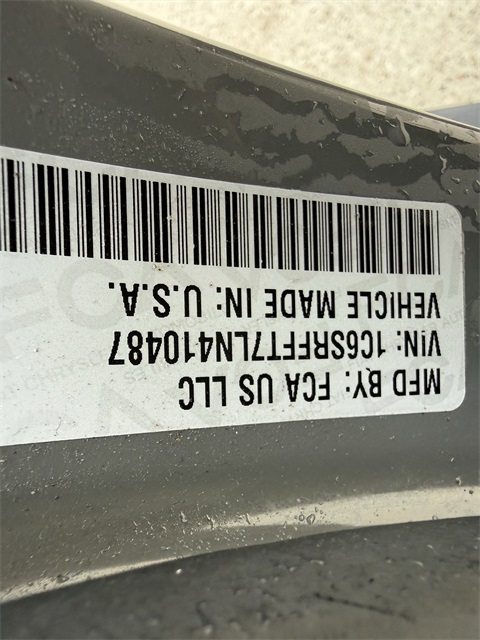 MFD BY: FCA US LLC
VIN: 1C6SRFFT7LN410487
VEHICLE MADE IN: U.S.A.